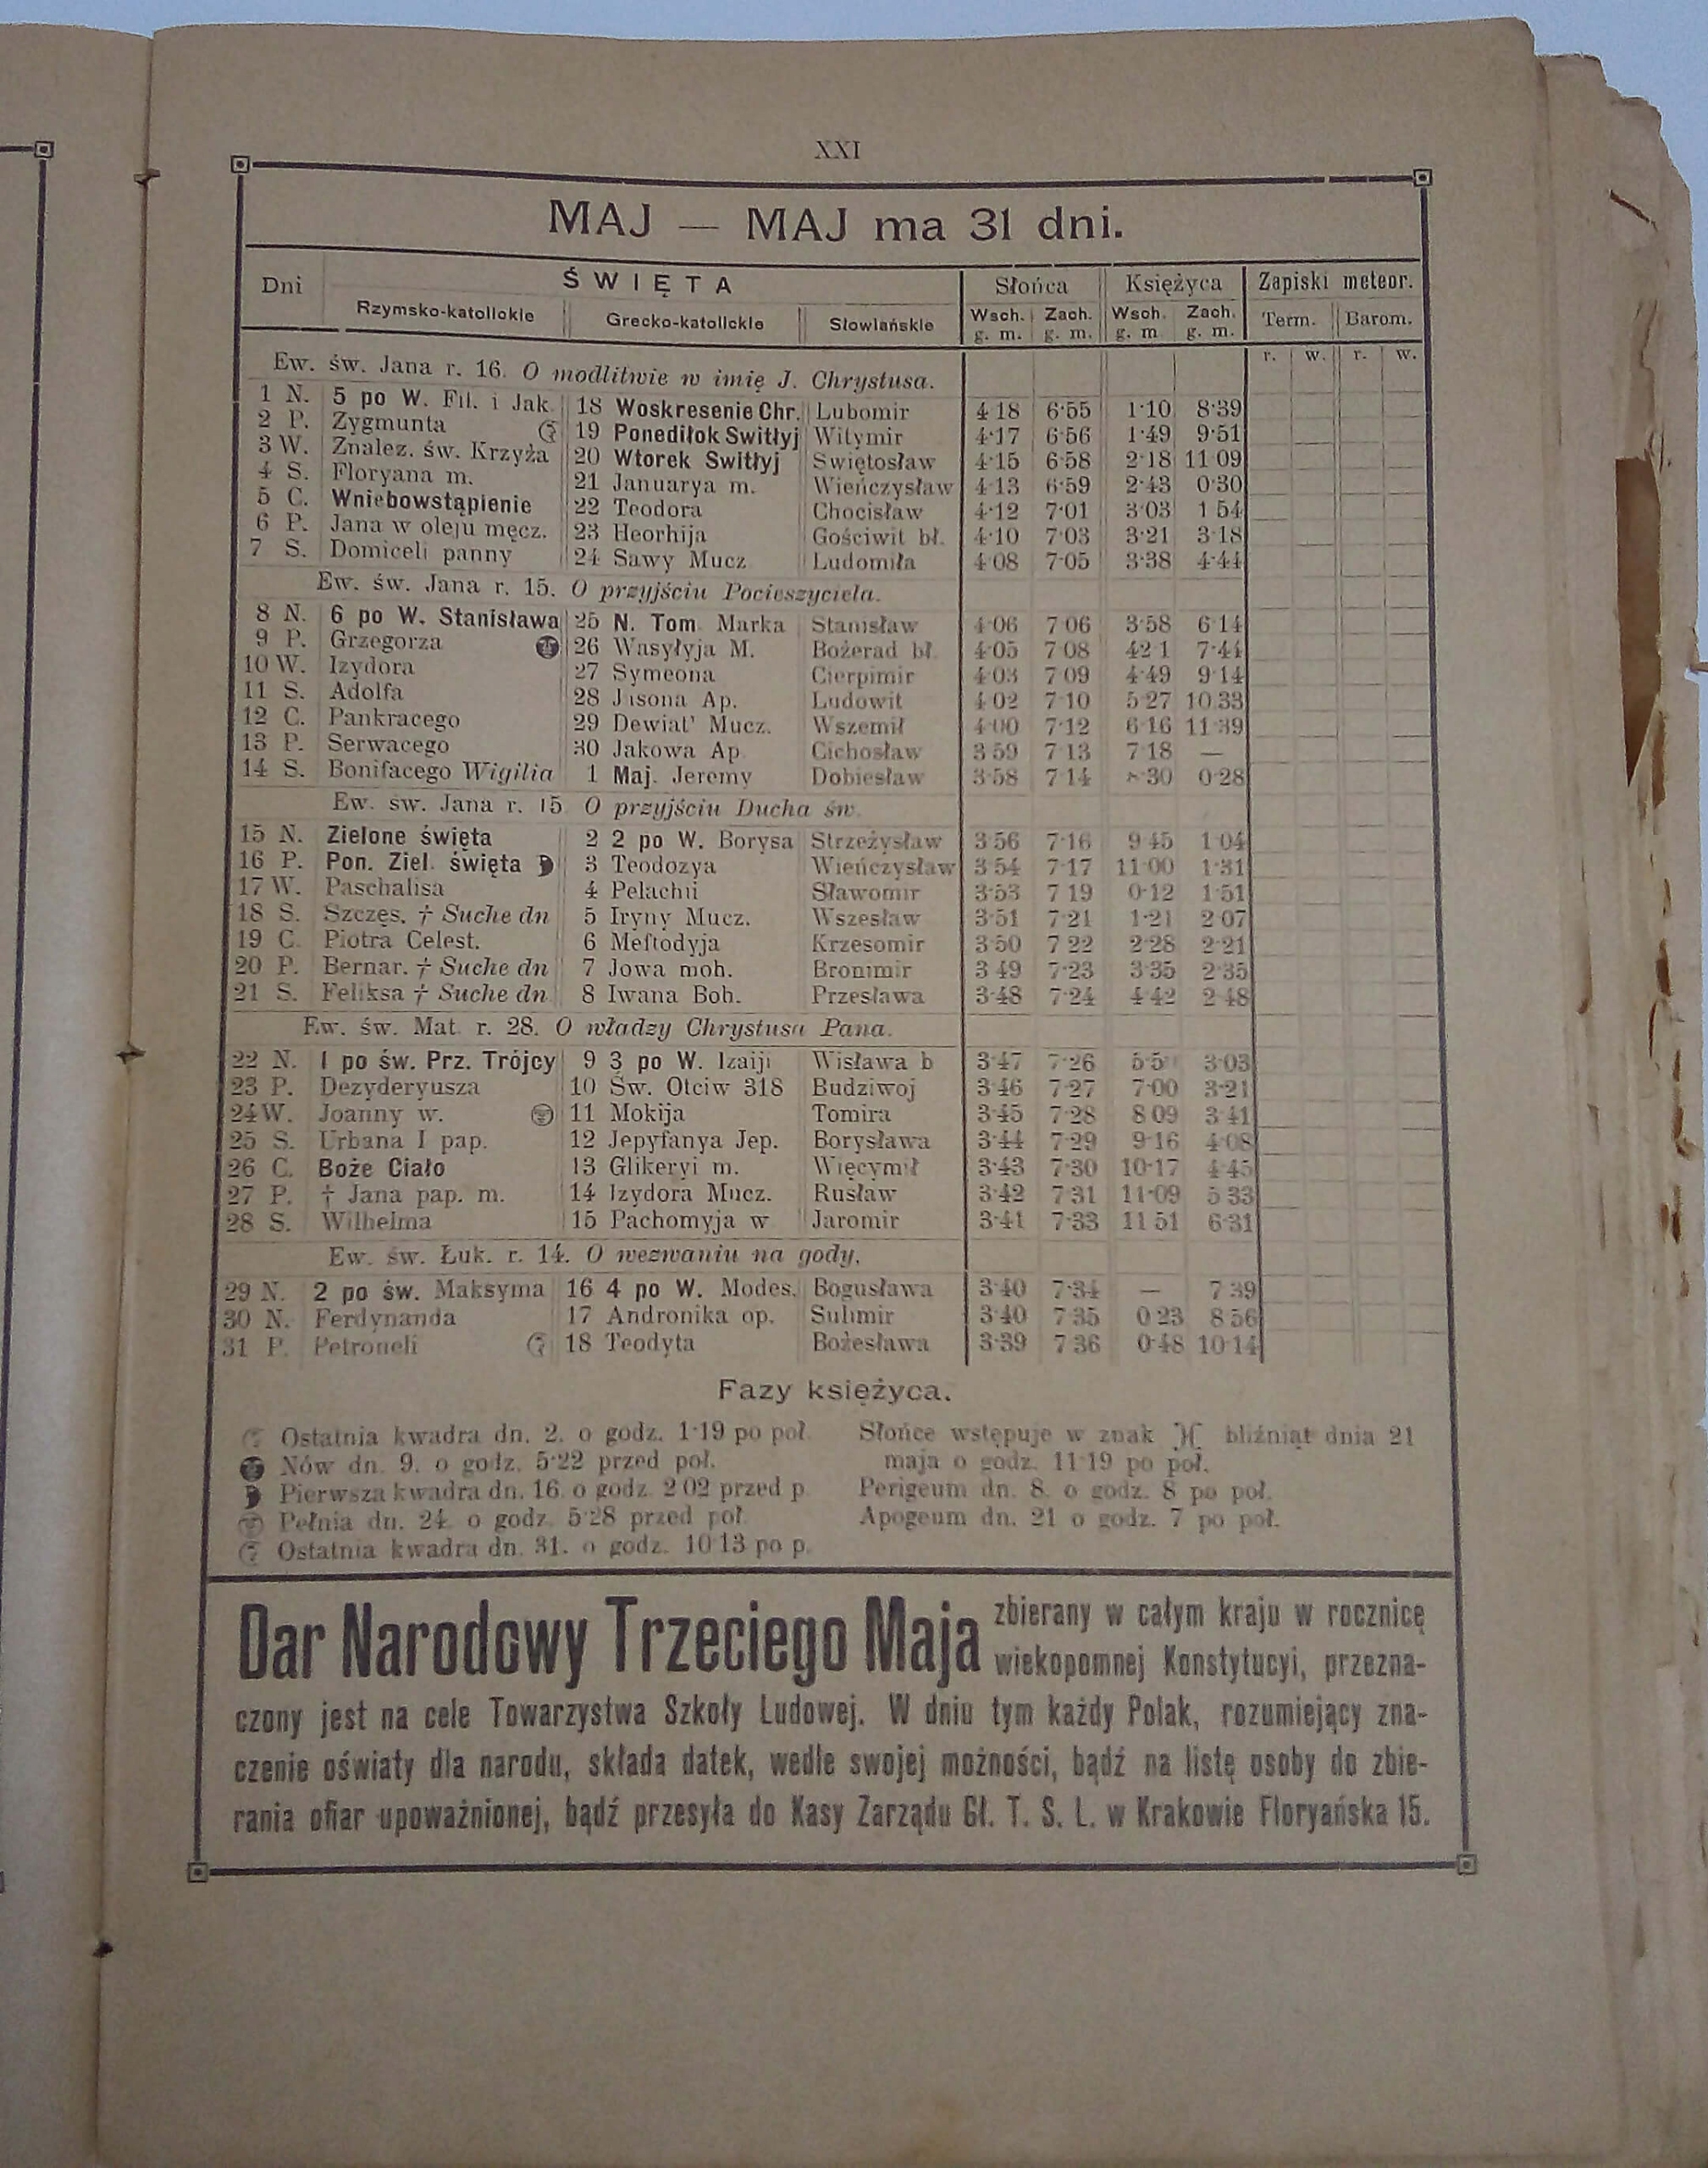 XXI
MAJ — MAJ ma 31 dni.
Dni ŚWIĘTA Słońca Księżyca Zapiski meteor.
Rzymsko-katolickie Grecko-katolickie Słowiańskie Wsch. Zach. Wsch. Zach. Term. Barom.
g. m. g. m. g. m. g. m. r. w. r. w.
Ew. św. Jana r. 16. O modlitwie w imię J. Chrystusa.
1 N. 5 po W. Fil. i Jak. 18 Woskresenie Chr. Lubomir 4·18 6·55 1·10 8·39
2 P. Zygmunta 19 Ponediłok Switłyj Witymir 4·17 6·56 1·49 9·51
3 W. Znalez. św. Krzyża 20 Wtorek Switłyj Swiętosław 4·15 6·58 2·18 11 09
4 S. Floryana m. 21 Januarya m. Wieńczysław 4 13 6·59 2·43 0·30
5 C. Wniebowstąpienie 22 Teodora Chocisław 4·12 7·01 3·03 1 54
6 P. Jana w oleju męcz. 23 Heorhija Gościwit bł. 4·10 7·03 3·21 3·18
7 S. Domiceli panny 24 Sawy Mucz Ludomiła 4 08 7·05 3·38 4·44
Ew. św. Jana r. 15. O przyjściu Pocieszyciela.
8 N. 6 po W. Stanisława 25 N. Tom. Marka Stanisław 4·06 7 06 3·58 6 14
9 P. Grzegorza 26 Wasyłyja M. Bożerad bł. 4·05 7·08 42 1 7·44
10 W. Izydora 27 Symeona Cierpimir 4·03 7 09 4·49 9·14
11 S. Adolfa 28 Jasona Ap. Ludowit 4 02 7·10 5 27 10 33
12 C. Pankracego 29 Dewiat' Mucz. Wszemił 4·00 7·12 6·16 11·39
13 P. Serwacego 30 Jakowa Ap. Cichosław 3 59 7 13 7·18 —
14 S. Bonifacego Wigilia 1 Maj. Jeremy Dobiesław 3·58 7 14 8·30 0·28
Ew. św. Jana r. 15 O przyjściu Ducha św.
15 N. Zielone święta 2 2 po W. Borysa Strzeżysław 3·56 7·16 9 45 1 04
16 P. Pon. Ziel. święta 3 Teodozya Wieńczysław 3 54 7·17 11 00 1·31
17 W. Paschalisa 4 Pelachii Sławomir 3·53 7 19 0·12 1·51
18 S. Szczęs. † Suche dn 5 Iryny Mucz. Wszesław 3·51 7·21 1·21 2 07
19 C. Piotra Celest. 6 Meftodyja Krzesomir 3·50 7 22 2·28 2·21
20 P. Bernar. † Suche dn 7 Jowa moh. Bronimir 3 49 7·23 3·35 2·35
21 S. Feliksa † Suche dn 8 Iwana Boh. Przesława 3·48 7·24 4·42 2·48
Ew. św. Mat. r. 28. O władzy Chrystusa Pana.
22 N. 1 po św. Prz. Trójcy 9 3 po W. Izaiji Wisława b 3·47 7·26 3·03
23 P. Dezyderyusza 10 Św. Otciw 318 Budziwoj 3·46 7·27 7·00 3·21
24 W. Joanny w. 11 Mokija Tomira 3·45 7·28 8 09 3 41
25 S. Urbana I pap. 12 Jepyfanya Jep. Borysława 3·44 7·29 9·16 4·08
26 C. Boże Ciało 13 Glikeryi m. Więcymił 3·43 7·30 10·17 4·45
27 P. † Jana pap. m. 14 Izydora Mucz. Rusław 3·42 7 31 11·09 5 33
28 S. Wilhelma 15 Pachomyja w Jaromir 3·41 7·33 11 51 6·31
Ew. św. Łuk. r. 14. O wezwaniu na gody.
29 N. 2 po św. Maksyma 16 4 po W. Modes. Bogusława 3·40 7·34 — 7 39
30 N. Ferdynanda 17 Andronika op. Sulimir 3·40 7 35 0 23 8 56
31 P. Petroneli 18 Teodyta Bożesława 3·39 7 36 0·48 10·14
Fazy księżyca.
Ostatnia kwadra dn. 2. o godz. 1·19 po poł.
Nów dn. 9. o godz. 5·22 przed poł.
Pierwsza kwadra dn. 16. o godz. 2 02 przed p.
Pełnia dn. 24. o godz. 5·28 przed poł.
Ostatnia kwadra dn. 31. o godz. 10 13 po p.
Słońce wstępuje w znak ♊ bliźniąt dnia 21
maja o godz. 11·19 po poł.
Perigeum dn. 8. o godz. 8 po poł.
Apogeum dn. 21 o godz. 7 po poł.
Dar Narodowy Trzeciego Maja zbierany w całym kraju w rocznicę
wiekopomnej Konstytucyi, przezna-
czony jest na cele Towarzystwa Szkoły Ludowej. W dniu tym każdy Polak, rozumiejący zna-
czenie oświaty dla narodu, składa datek, wedle swojej możności, bądź na listę osoby do zbie-
rania ofiar upoważnionej, bądź przesyła do Kasy Zarządu Gł. T. S. L. w Krakowie Floryańska 15.